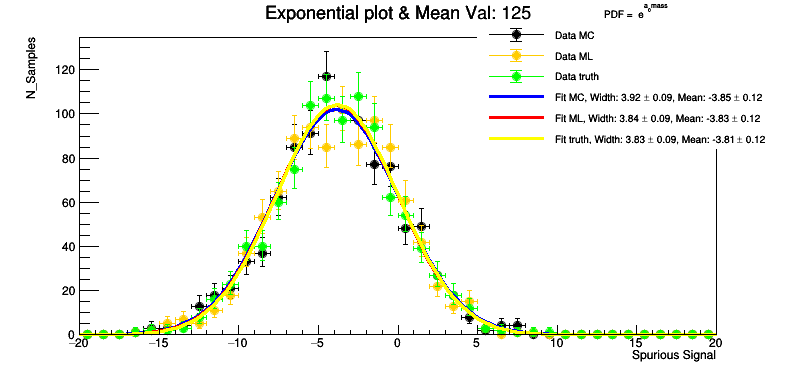 Exponential plot & Mean Val: 125
PDF = e^a_0 mass
N_Samples
Data MC
Data ML
Data truth
Fit MC, Width: 3.92 ± 0.09, Mean: -3.85 ± 0.12
Fit ML, Width: 3.84 ± 0.09, Mean: -3.83 ± 0.12
Fit truth, Width: 3.83 ± 0.09, Mean: -3.81 ± 0.12
120
100
80
60
40
20
0
−20 −15 −10 −5 0 5 10 15 20
Spurious Signal